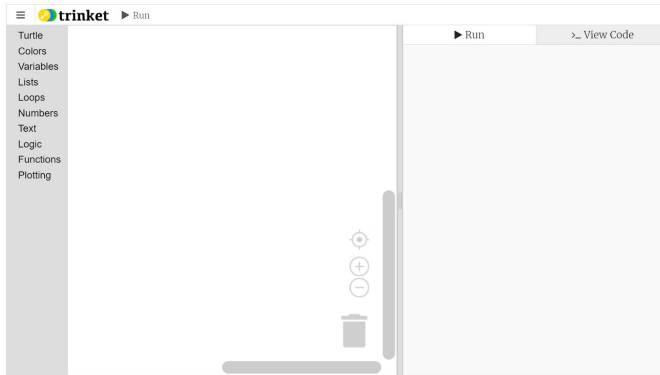 trinket Run
Turtle
Colors
Variables
Lists
Loops
Numbers
Text
Logic
Functions
Plotting
Run
>_ View Code